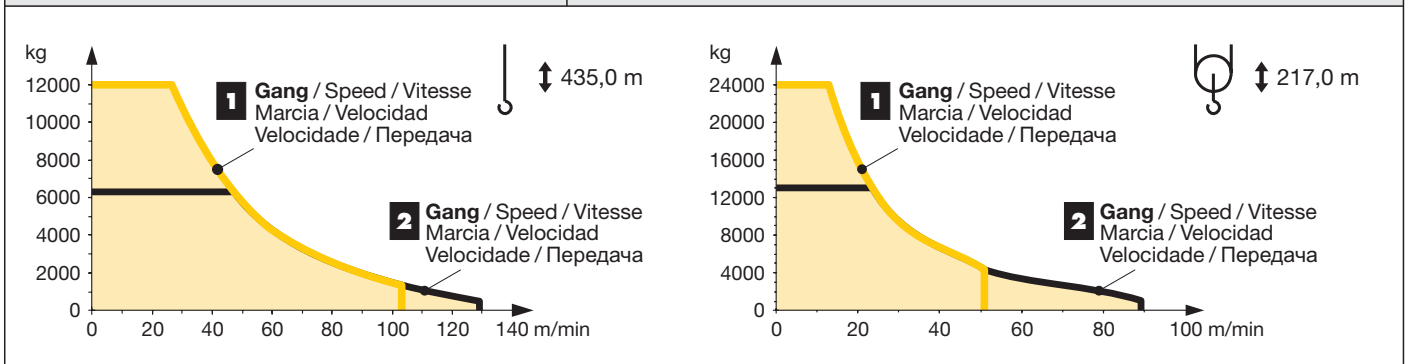 kg
12000
10000
8000
6000
4000
2000
0
0 20 40 60 80 100 120 140 m/min
1 Gang / Speed / Vitesse
Marcia / Velocidad
Velocidade / Передача
435,0 m
2 Gang / Speed / Vitesse
Marcia / Velocidad
Velocidade / Передача
kg
24000
20000
16000
12000
8000
4000
0
0 20 40 60 80 100 m/min
1 Gang / Speed / Vitesse
Marcia / Velocidad
Velocidade / Передача
217,0 m
2 Gang / Speed / Vitesse
Marcia / Velocidad
Velocidade / Передача